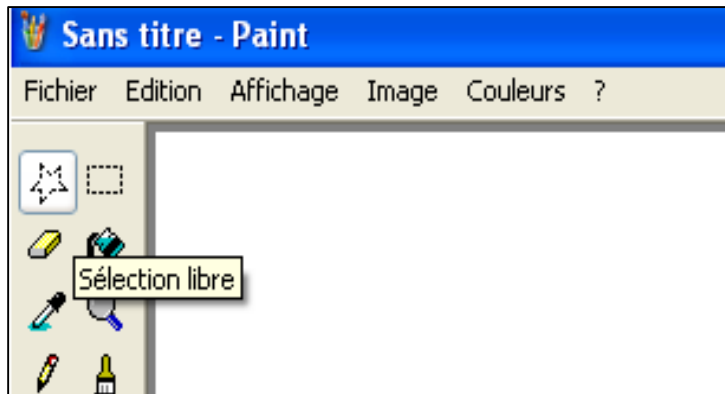 Sans titre - Paint
Fichier Edition Affichage Image Couleurs ?
Sélection libre